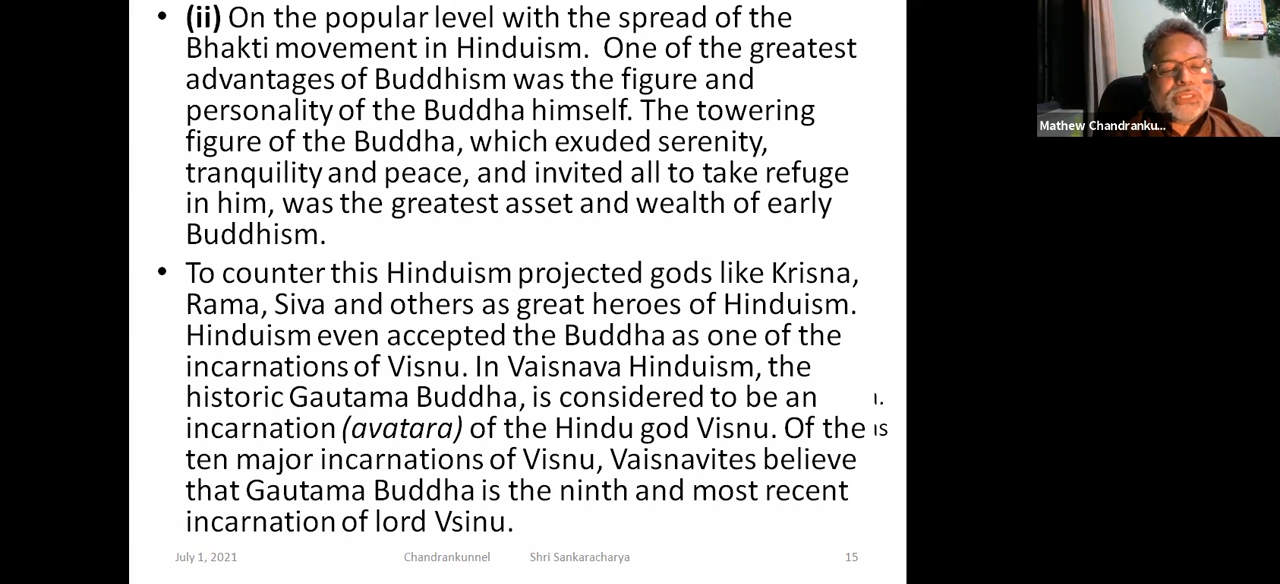 • (ii) On the popular level with the spread of the
Bhakti movement in Hinduism. One of the greatest
advantages of Buddhism was the figure and
personality of the Buddha himself. The towering
figure of the Buddha, which exuded serenity,
tranquility and peace, and invited all to take refuge
in him, was the greatest asset and wealth of early
Buddhism.
• To counter this Hinduism projected gods like Krisna,
Rama, Siva and others as great heroes of Hinduism.
Hinduism even accepted the Buddha as one of the
incarnations of Visnu. In Vaisnava Hinduism, the
historic Gautama Buddha, is considered to be an
incarnation (avatara) of the Hindu god Visnu. Of the
ten major incarnations of Visnu, Vaisnavites believe
that Gautama Buddha is the ninth and most recent
incarnation of lord Vsinu.
July 1, 2021 Chandrankunnel Shri Sankaracharya 15
Mathew Chandranku...